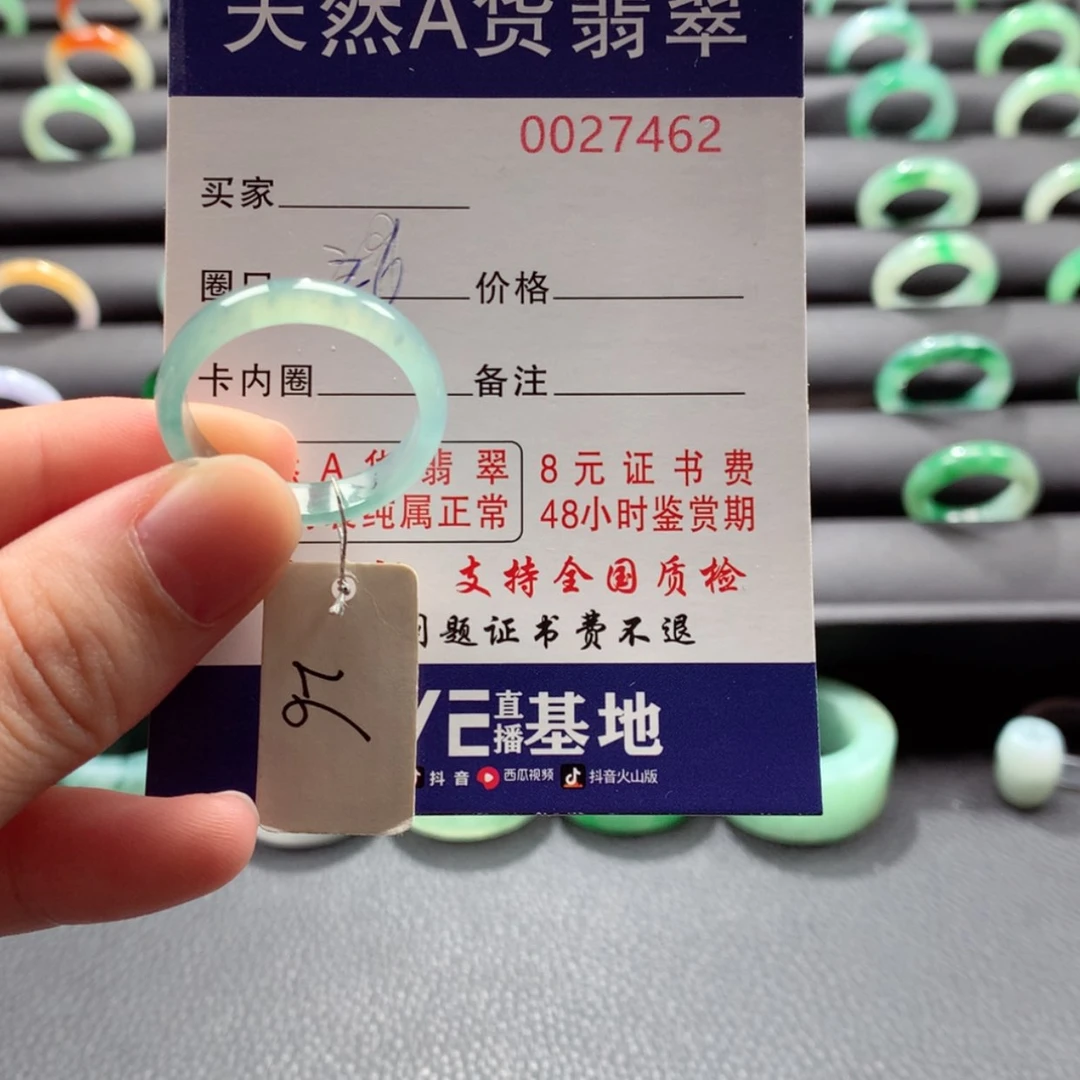 天然A货翡翠
0027462
买家
圈口 价格
卡内圈 备注
A货翡翠 8元证书费
纯属正常 48小时鉴赏期
支持全国质检
问题证书费不退
直播基地
抖音 西瓜视频 抖音火山版